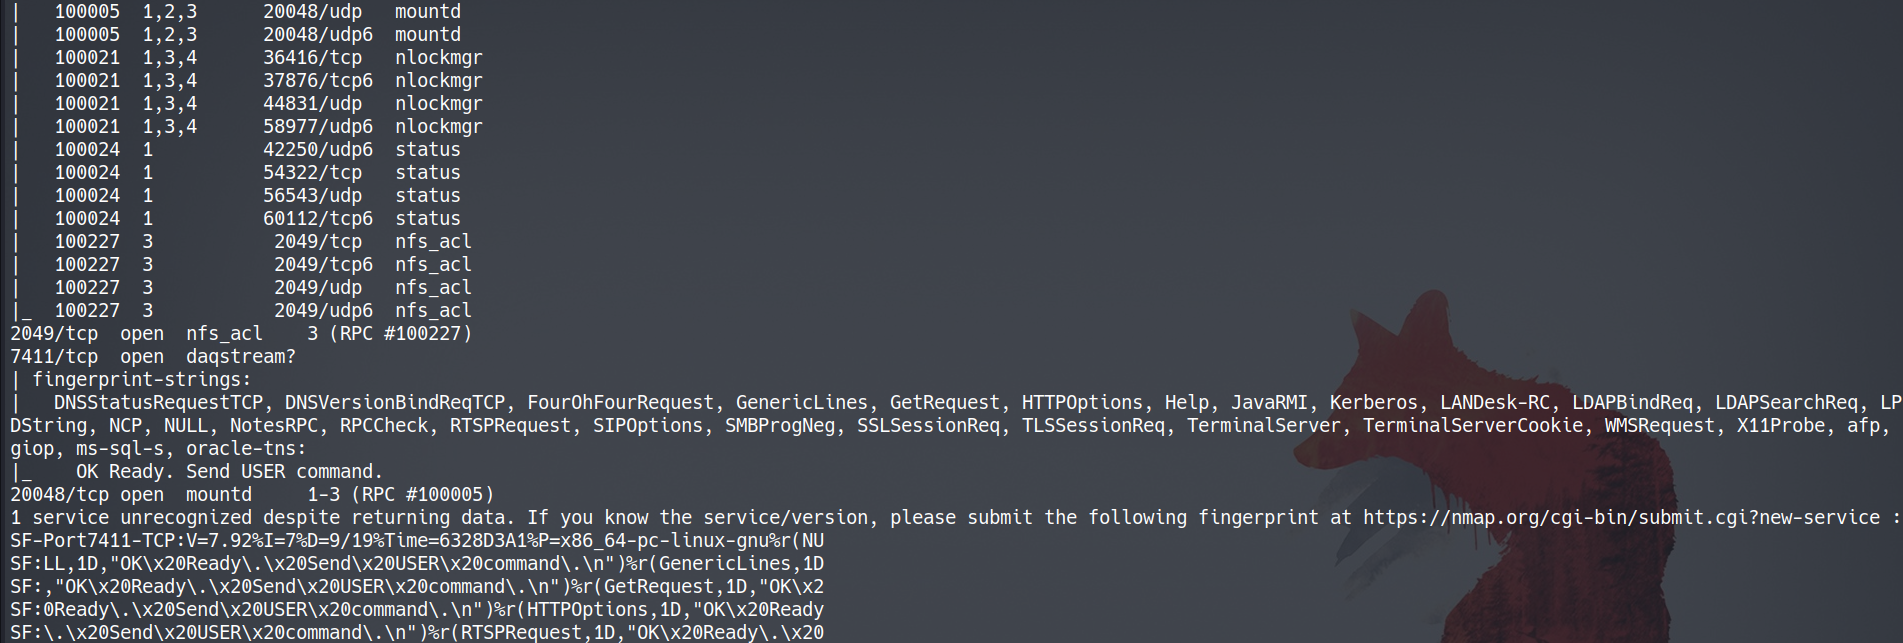 |   100005  1,2,3      20048/udp   mountd
|   100005  1,2,3      20048/udp6  mountd
|   100021  1,3,4      36416/tcp   nlockmgr
|   100021  1,3,4      37876/tcp6  nlockmgr
|   100021  1,3,4      44831/udp   nlockmgr
|   100021  1,3,4      58977/udp6  nlockmgr
|   100024  1          42250/udp6  status
|   100024  1          54322/tcp   status
|   100024  1          56543/udp   status
|   100024  1          60112/tcp6  status
|   100227  3           2049/tcp   nfs_acl
|   100227  3           2049/tcp6  nfs_acl
|   100227  3           2049/udp   nfs_acl
|_  100227  3           2049/udp6  nfs_acl
2049/tcp  open  nfs_acl    3 (RPC #100227)
7411/tcp  open  daqstream?
| fingerprint-strings:
|   DNSStatusRequestTCP, DNSVersionBindReqTCP, FourOhFourRequest, GenericLines, GetRequest, HTTPOptions, Help, JavaRMI, Kerberos, LANDesk-RC, LDAPBindReq, LDAPSearchReq, LP
DString, NCP, NULL, NotesRPC, RPCCheck, RTSPRequest, SIPOptions, SMBProgNeg, SSLSessionReq, TLSSessionReq, TerminalServer, TerminalServerCookie, WMSRequest, X11Probe, afp,
giop, ms-sql-s, oracle-tns:
|_    OK Ready. Send USER command.
20048/tcp open  mountd     1-3 (RPC #100005)
1 service unrecognized despite returning data. If you know the service/version, please submit the following fingerprint at https://nmap.org/cgi-bin/submit.cgi?new-service :
SF-Port7411-TCP:V=7.92%I=7%D=9/19%Time=6328D3A1%P=x86_64-pc-linux-gnu%r(NU
SF:LL,1D,"OK\x20Ready\.\x20Send\x20USER\x20command\.\n")%r(GenericLines,1D
SF:,"OK\x20Ready\.\x20Send\x20USER\x20command\.\n")%r(GetRequest,1D,"OK\x2
SF:0Ready\.\x20Send\x20USER\x20command\.\n")%r(HTTPOptions,1D,"OK\x20Ready
SF:\.\x20Send\x20USER\x20command\.\n")%r(RTSPRequest,1D,"OK\x20Ready\.\x20